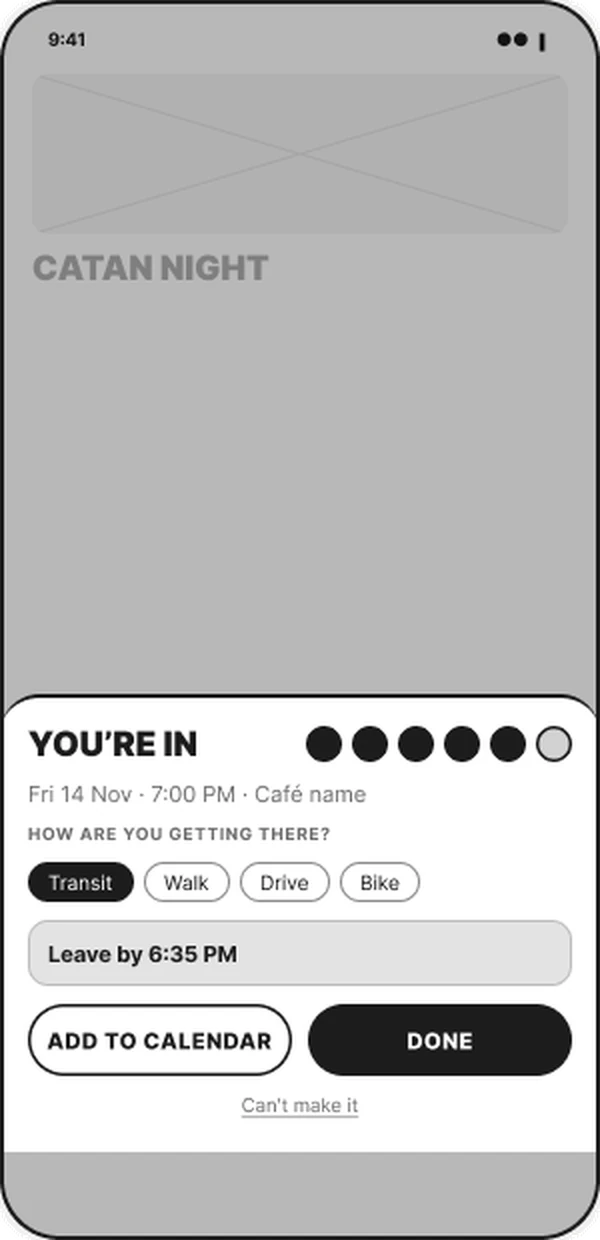 9:41
CATAN NIGHT
YOU’RE IN
Fri 14 Nov · 7:00 PM · Café name
HOW ARE YOU GETTING THERE?
Transit Walk Drive Bike
Leave by 6:35 PM
ADD TO CALENDAR DONE
Can't make it